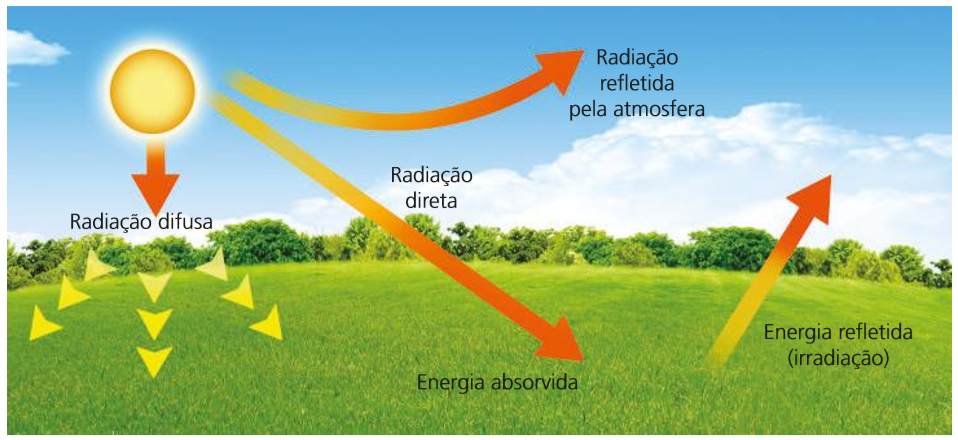 Radiação
refletida
pela atmosfera
Radiação
direta
Radiação difusa
Energia refletida
(irradiação)
Energia absorvida